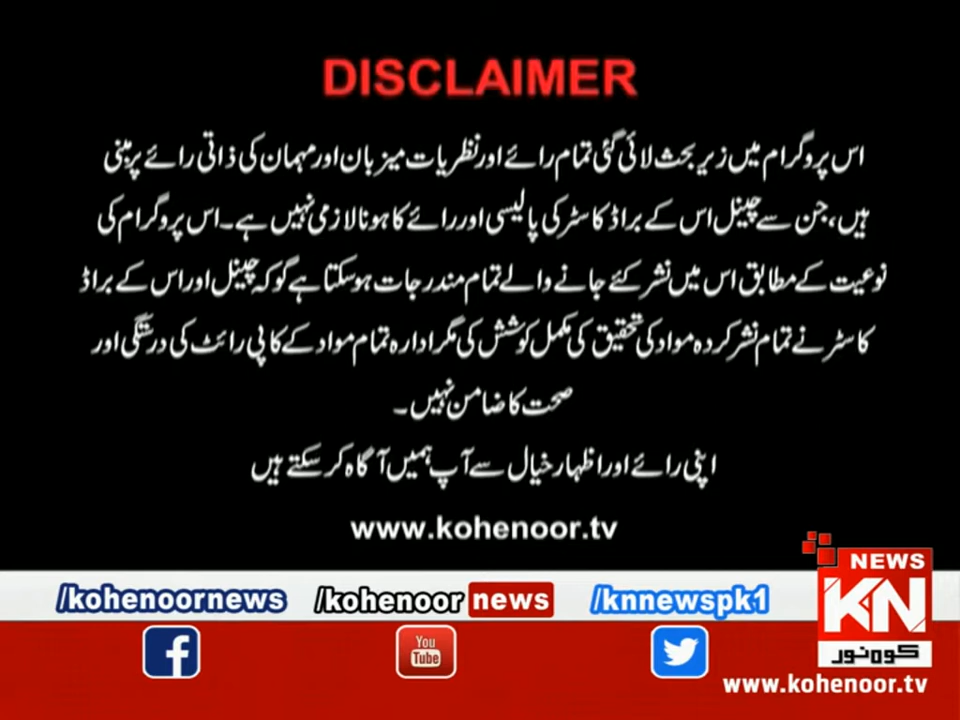 DISCLAIMER
اس پروگرام میں زیر بحث لائی گئی تمام رائے اور نظریات میزبان اور مہمان کی ذاتی رائے پر مبنی
ہیں، جن سے چینل اس کے براڈ کاسٹر کی پالیسی اور رائے کا ہونا لازمی نہیں ہے۔ اس پروگرام کی
نوعیت کے مطابق اس میں نشر کئے جانے والے تمام مندرجات ہوسکتا ہے گو کہ چینل اور اس کے براڈ
کاسٹر نے تمام نشر کردہ مواد کی تحقیق کی مکمل کوشش کی مگر ادارہ تمام مواد کے کاپی رائٹ کی درستگی اور
صحت کا ضامن نہیں۔
اپنی رائے اور اظہار خیال سے آپ ہمیں آگاہ کر سکتے ہیں
www.kohenoor.tv
/kohenoornews
/kohenoor news
/knnewspk1
f
You
Tube
NEWS
KN
کوہ نور
www.kohenoor.tv